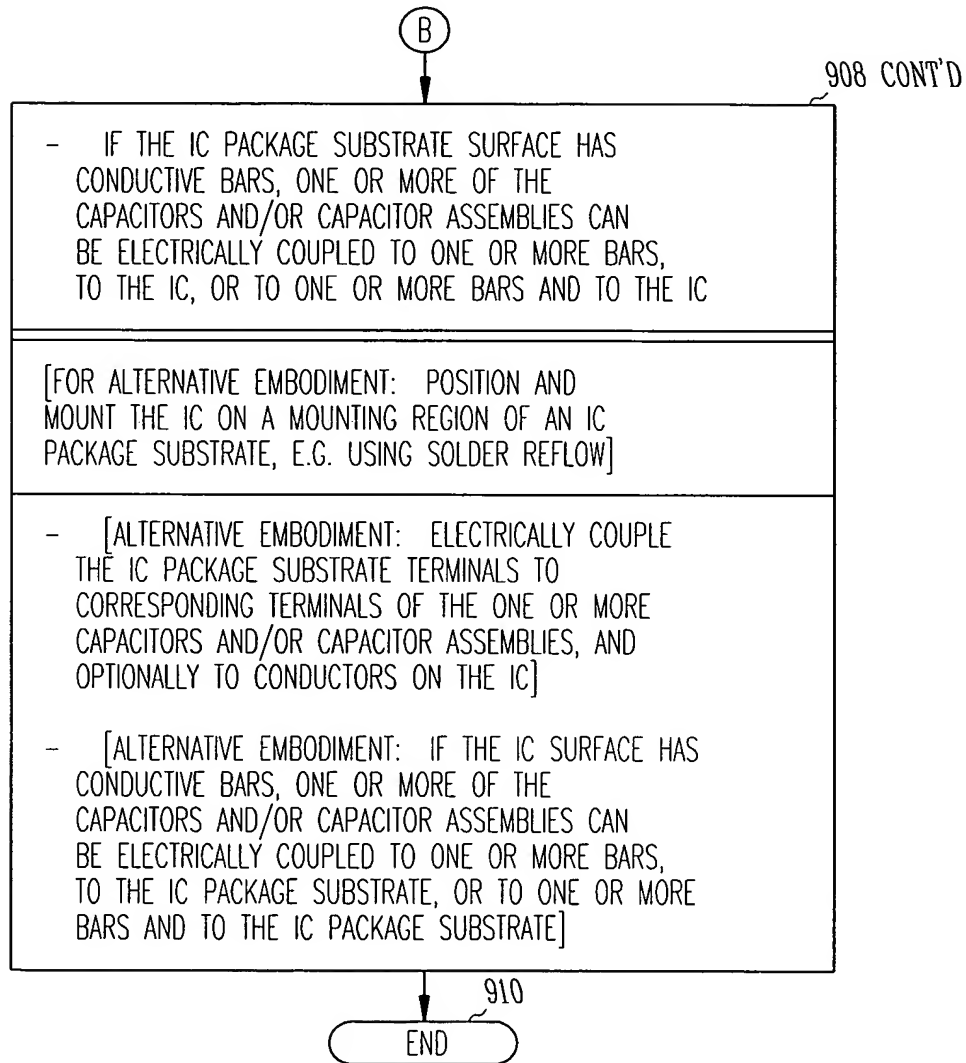 B
908 CONT'D
- IF THE IC PACKAGE SUBSTRATE SURFACE HAS
CONDUCTIVE BARS, ONE OR MORE OF THE
CAPACITORS AND/OR CAPACITOR ASSEMBLIES CAN
BE ELECTRICALLY COUPLED TO ONE OR MORE BARS,
TO THE IC, OR TO ONE OR MORE BARS AND TO THE IC
[FOR ALTERNATIVE EMBODIMENT: POSITION AND
MOUNT THE IC ON A MOUNTING REGION OF AN IC
PACKAGE SUBSTRATE, E.G. USING SOLDER REFLOW]
- [ALTERNATIVE EMBODIMENT: ELECTRICALLY COUPLE
THE IC PACKAGE SUBSTRATE TERMINALS TO
CORRESPONDING TERMINALS OF THE ONE OR MORE
CAPACITORS AND/OR CAPACITOR ASSEMBLIES, AND
OPTIONALLY TO CONDUCTORS ON THE IC]
- [ALTERNATIVE EMBODIMENT: IF THE IC SURFACE HAS
CONDUCTIVE BARS, ONE OR MORE OF THE
CAPACITORS AND/OR CAPACITOR ASSEMBLIES CAN
BE ELECTRICALLY COUPLED TO ONE OR MORE BARS,
TO THE IC PACKAGE SUBSTRATE, OR TO ONE OR MORE
BARS AND TO THE IC PACKAGE SUBSTRATE]
910
END